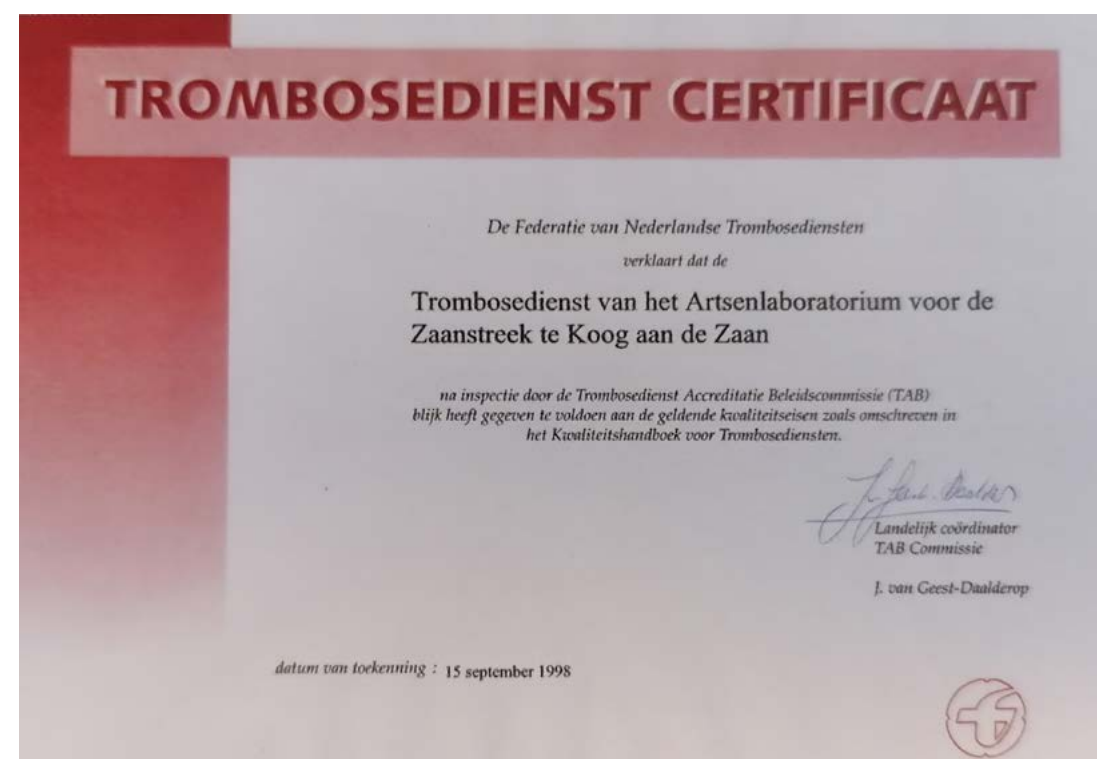 TROMBOSEDIENST CERTIFICAAT
De Federatie van Nederlandse Trombosediensten
verklaart dat de
Trombosedienst van het Artsenlaboratorium voor de
Zaanstreek te Koog aan de Zaan
na inspectie door de Trombosedienst Accreditatie Beleidscommissie (TAB)
blijk heeft gegeven te voldoen aan de geldende kwaliteitseisen zoals omschreven in
het Kwaliteitshandboek voor Trombosediensten.
Landelijk coördinator
TAB Commissie
J. van Geest-Daalderop
datum van toekenning : 15 september 1998